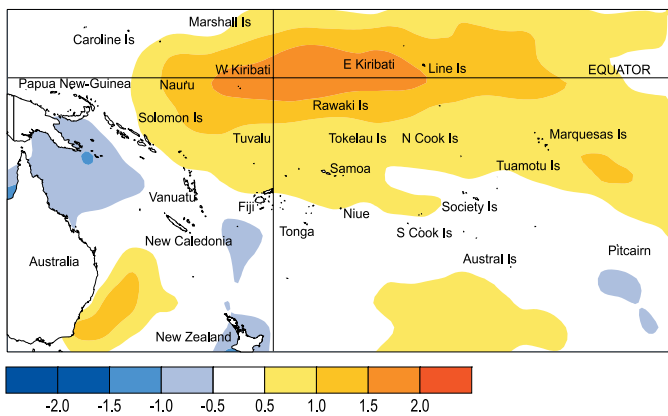 Marshall Is
Caroline Is
W Kiribati
E Kiribati
Line Is
EQUATOR
Papua New Guinea
Nauru
Rawaki Is
Solomon Is
Tuvalu
Tokelau Is
N Cook Is
Marquesas Is
Samoa
Tuamotu Is
Vanuatu
Fiji
Niue
Society Is
Tonga
S Cook Is
New Caledonia
Australia
Austral Is
Pitcairn
New Zealand
-2.0 -1.5 -1.0 -0.5 0.5 1.0 1.5 2.0